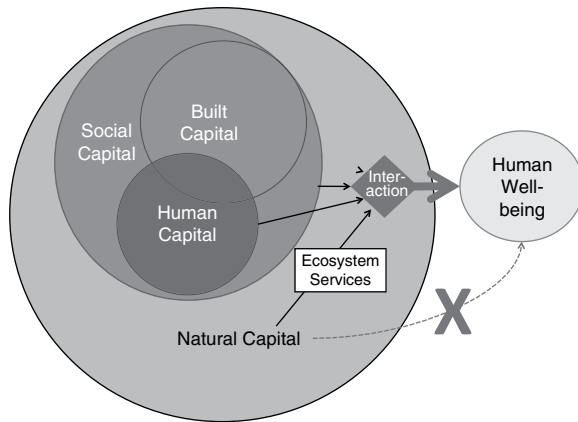 Built
Capital
Social
Capital
Human
Capital
Inter-
action
Human
Well-
being
Ecosystem
Services
Natural Capital
X